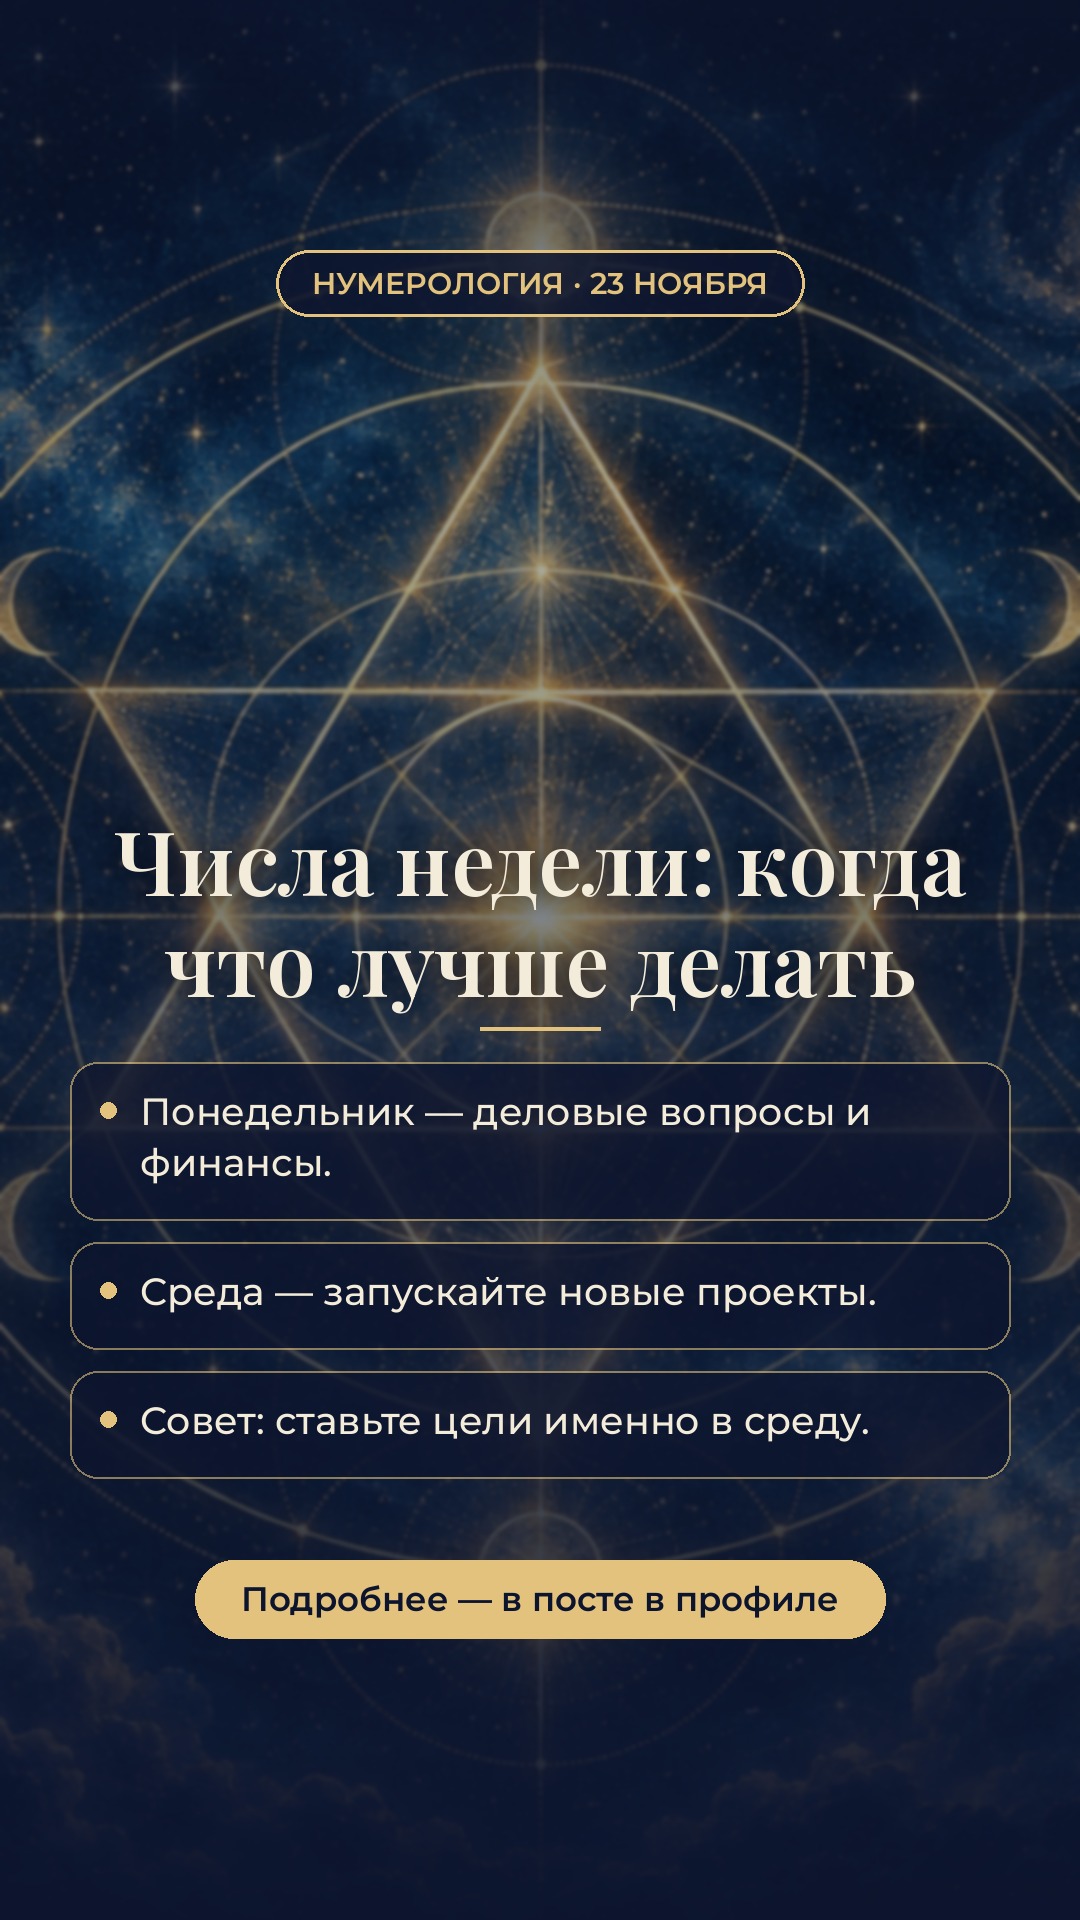 НУМЕРОЛОГИЯ · 23 НОЯБРЯ
Числа недели: когда
что лучше делать
Понедельник — деловые вопросы и
финансы.
Среда — запускайте новые проекты.
Совет: ставьте цели именно в среду.
Подробнее — в посте в профиле